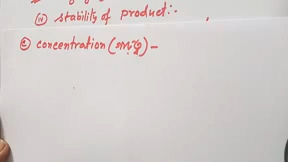 (iv) stability of product:-
(c) concentration (সান্দ্র) -